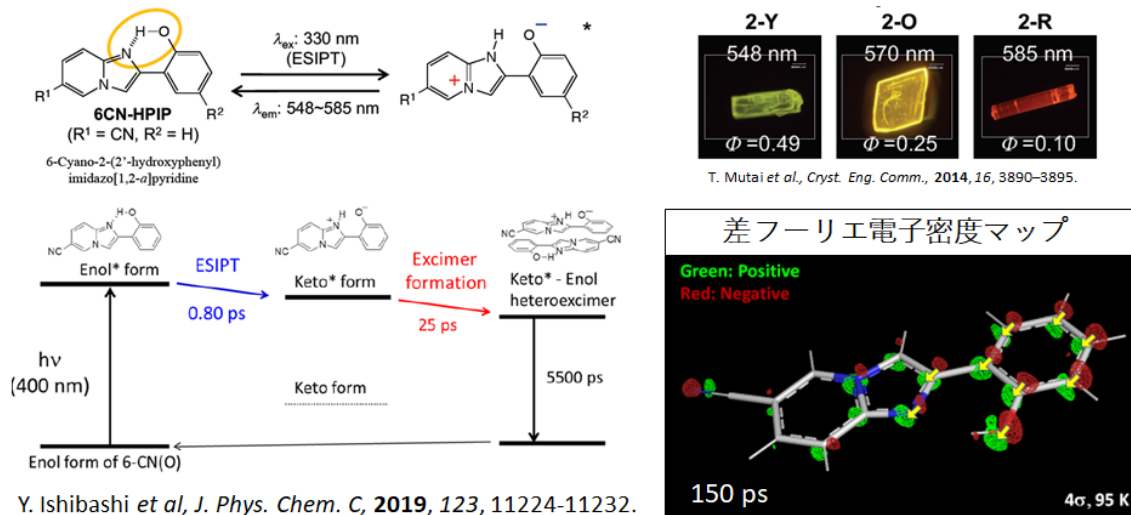 H O
N
N
R¹
R²
6CN-HPIP
(R¹ = CN, R² = H)
6-Cyano-2-(2'-hydroxyphenyl)
imidazo[1,2-a]pyridine
λex: 330 nm
(ESIPT)
λem: 548~585 nm
H
N
O−
*
+
N
R¹
R²
2-Y
2-O
2-R
548 nm
570 nm
585 nm
Φ=0.49
Φ=0.25
Φ=0.10
T. Mutai et al., Cryst. Eng. Comm., 2014, 16, 3890–3895.
Enol* form
ESIPT
0.80 ps
Keto* form
Excimer
formation
25 ps
Keto* - Enol
heteroexcimer
hν
(400 nm)
Keto form
5500 ps
Enol form of 6-CN(O)
Y. Ishibashi et al, J. Phys. Chem. C, 2019, 123, 11224-11232.
差フーリエ電子密度マップ
Green: Positive
Red: Negative
150 ps
4σ, 95 K